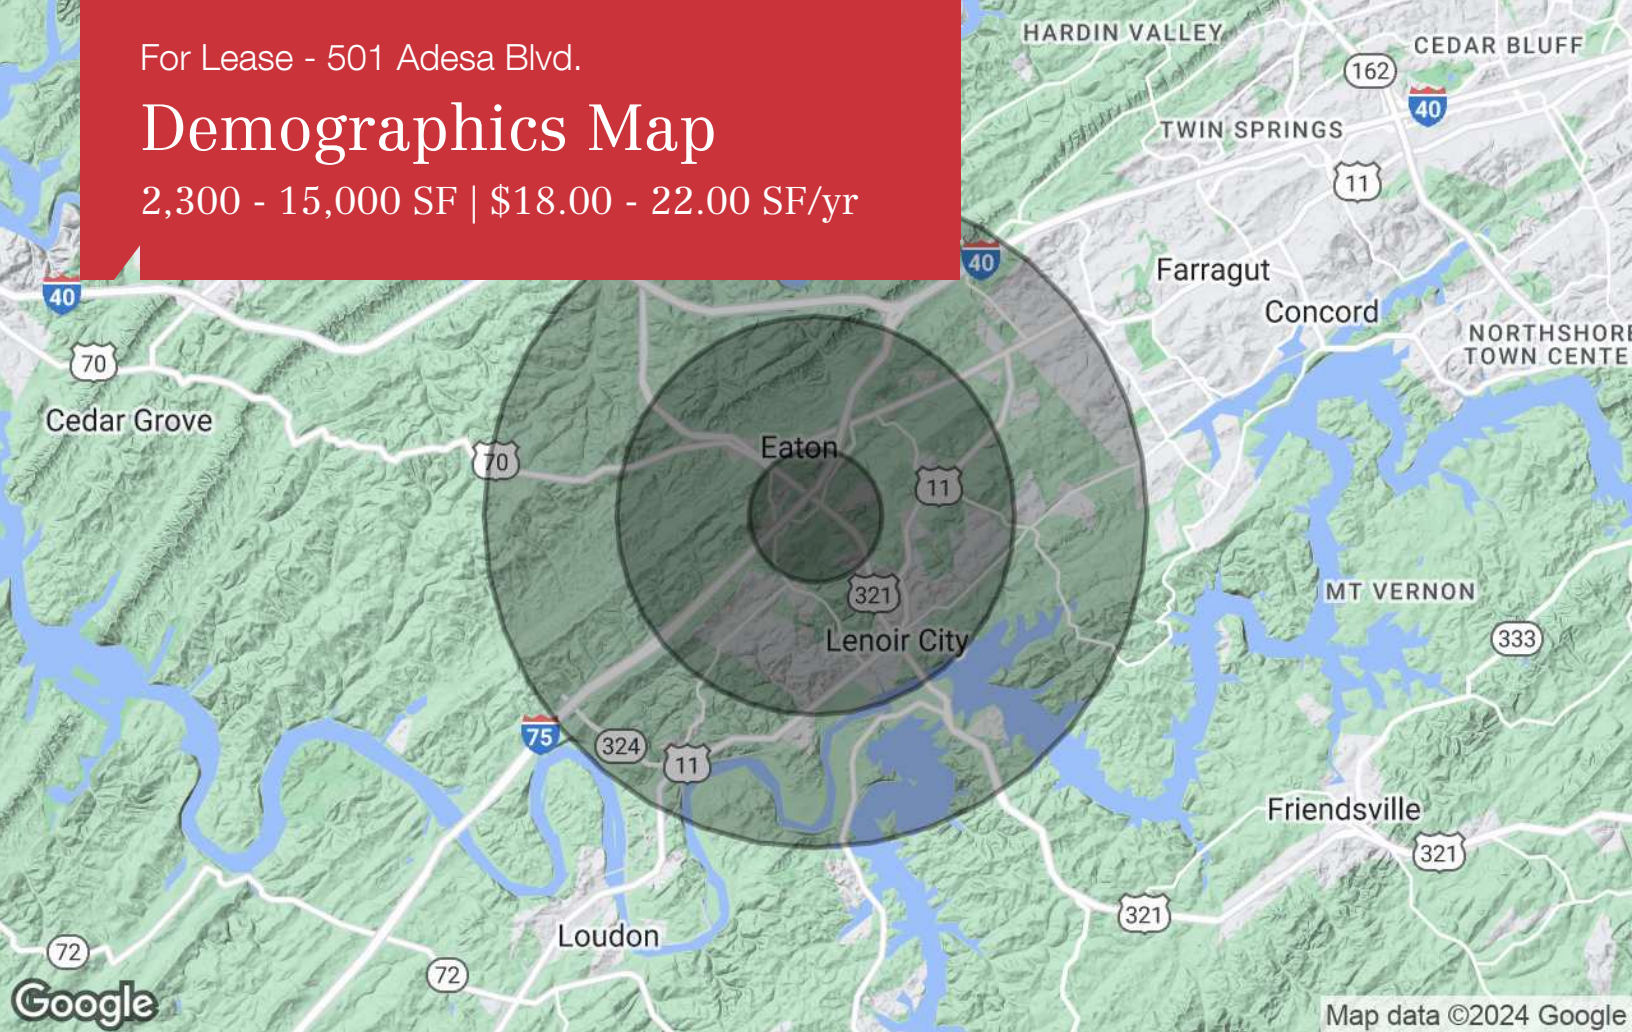 For Lease - 501 Adesa Blvd.
Demographics Map
2,300 - 15,000 SF | $18.00 - 22.00 SF/yr
HARDIN VALLEY
CEDAR BLUFF
162
40
TWIN SPRINGS
11
40
Farragut
40
Concord
NORTHSHORE
TOWN CENTE
70
Cedar Grove
Eaton
70
11
321
MT VERNON
Lenoir City
333
75
324
11
Friendsville
321
321
Loudon
72
72
Google
Map data ©2024 Google